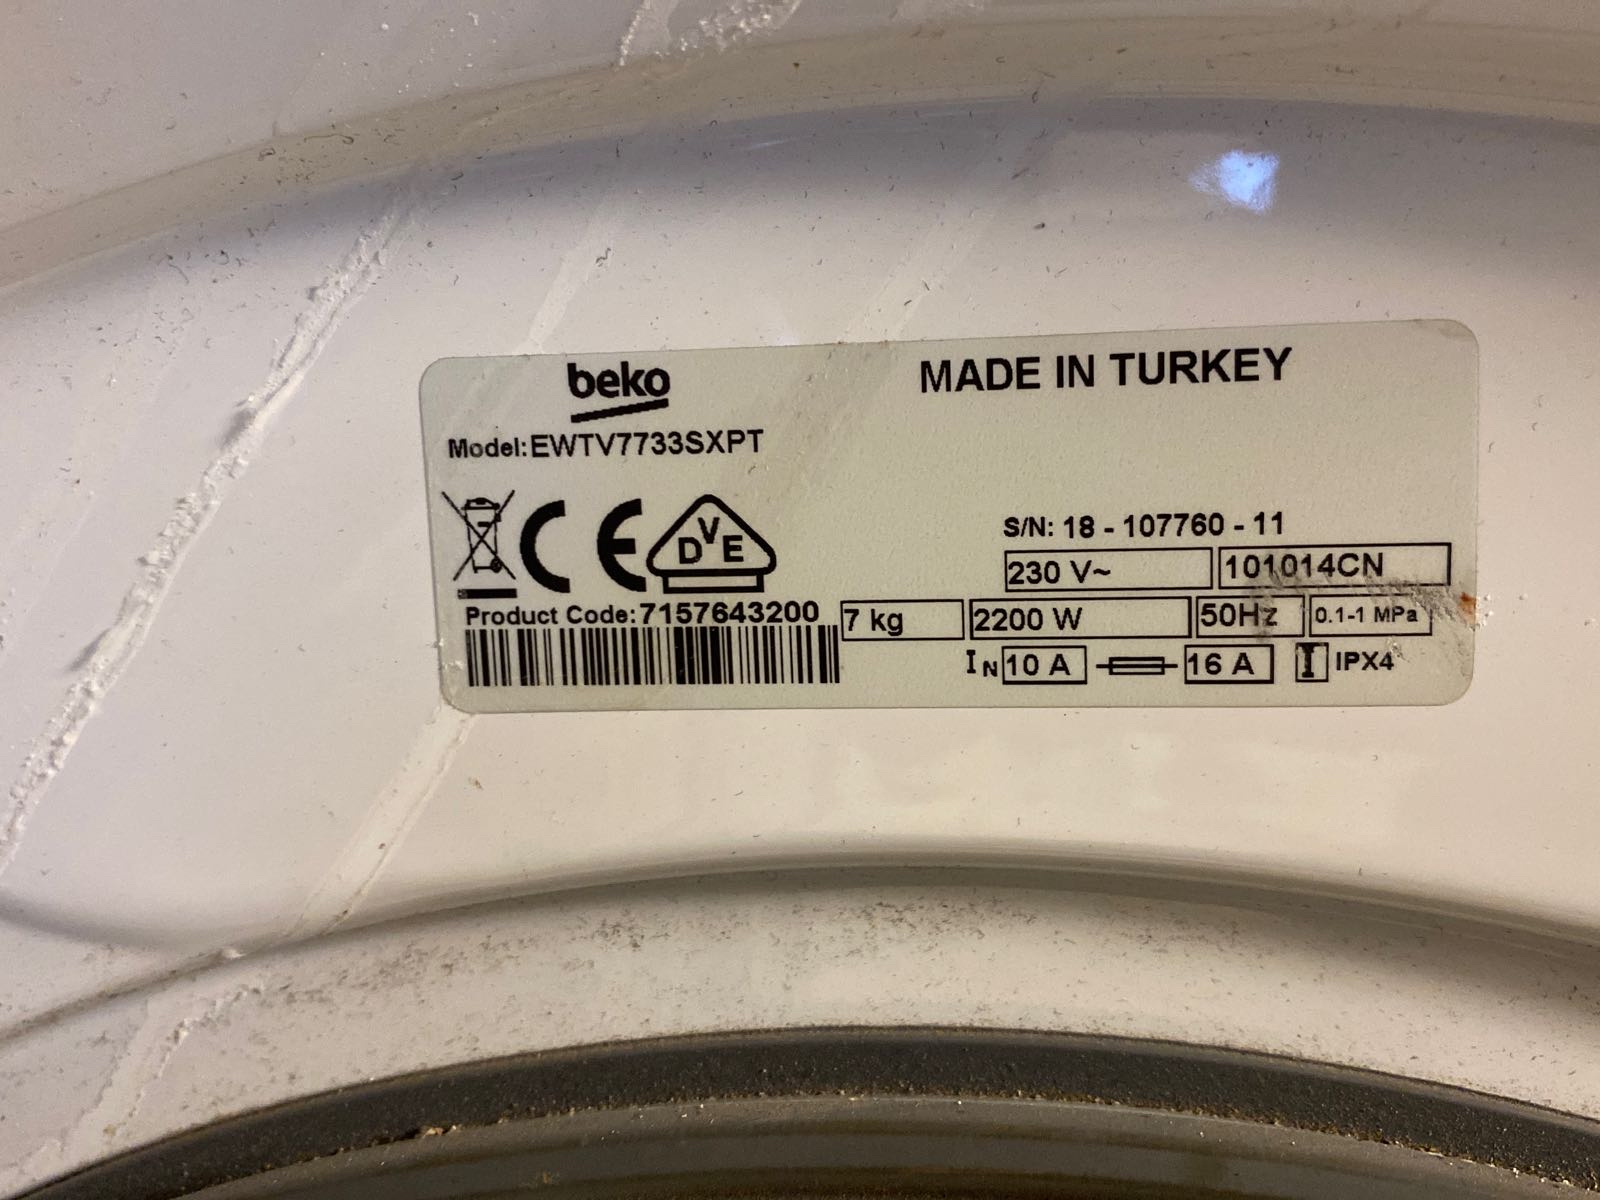 beko
MADE IN TURKEY
Model:EWTV7733SXPT
CE
DVE
S/N: 18 - 107760 - 11
230 V~ 101014CN
Product Code:7157643200 7 kg 2200 W 50Hz 0.1-1 MPa
IN 10 A 16 A I IPX4